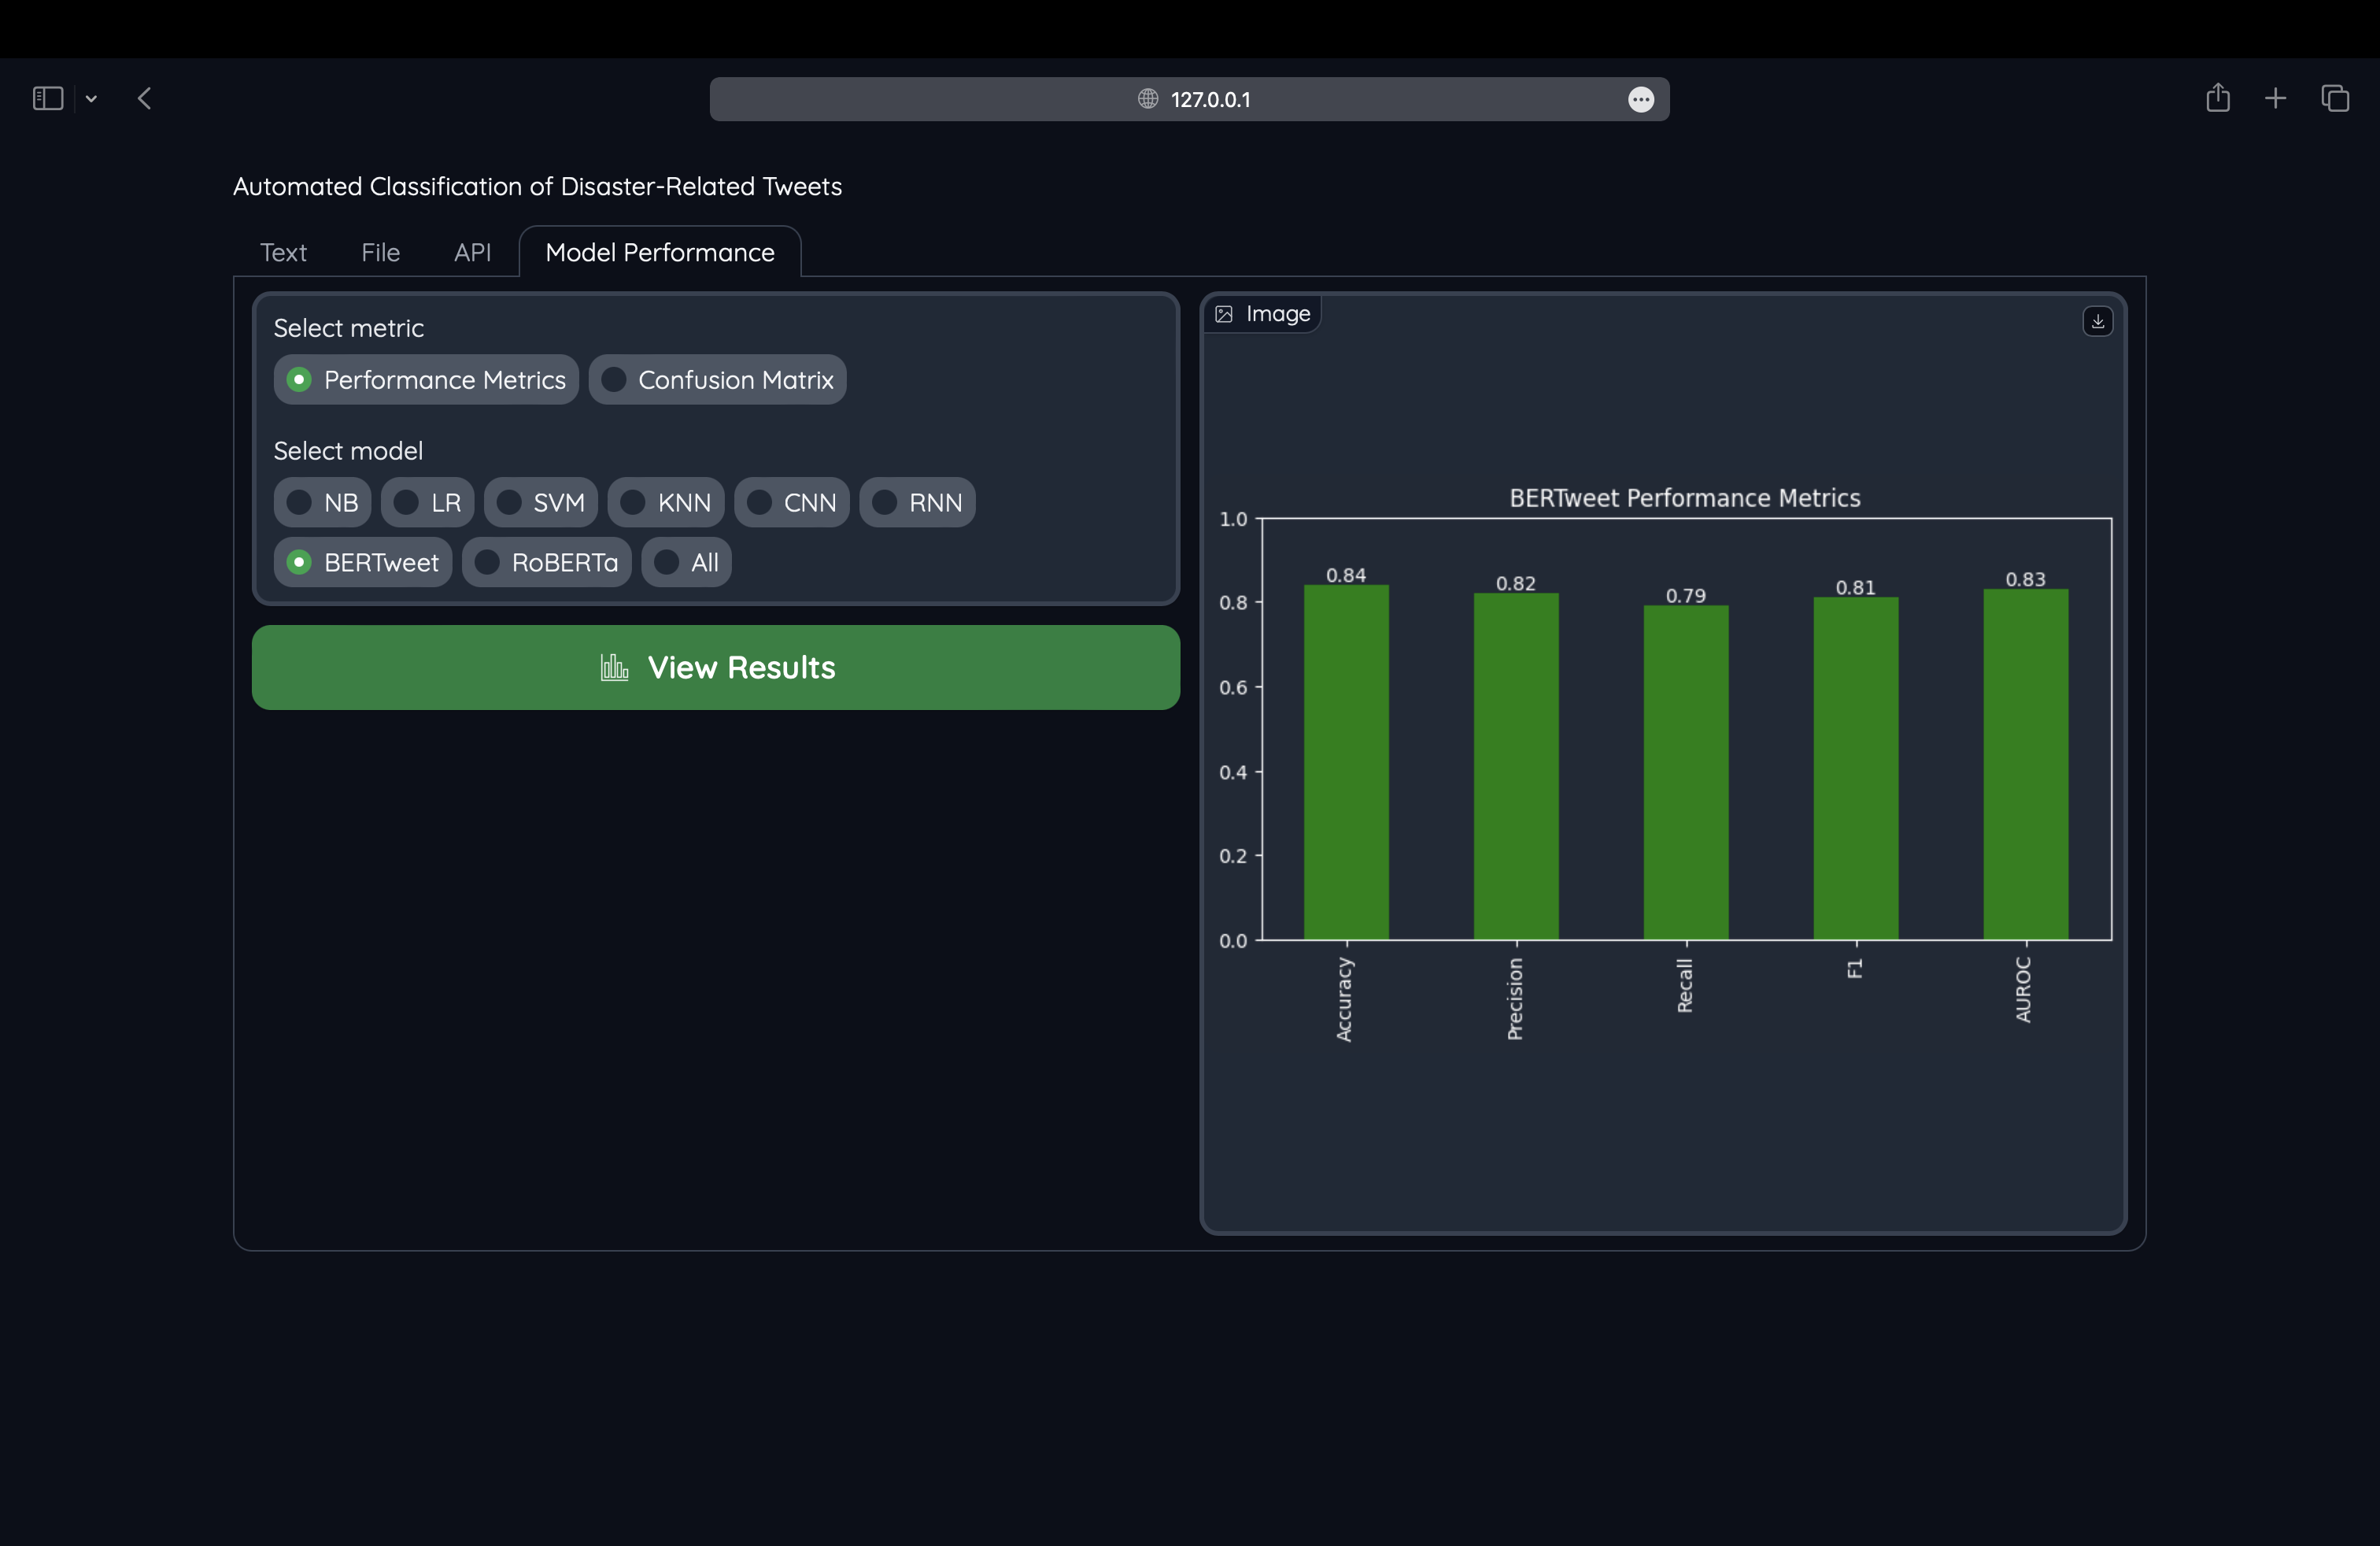 127.0.0.1
Automated Classification of Disaster-Related Tweets
Text File API Model Performance
Select metric
Performance Metrics Confusion Matrix
Select model
NB LR SVM KNN CNN RNN
BERTweet RoBERTa All
View Results
Image
BERTweet Performance Metrics
1.0
0.8
0.6
0.4
0.2
0.0
0.84 0.82 0.79 0.81 0.83
Accuracy Precision Recall F1 AUROC